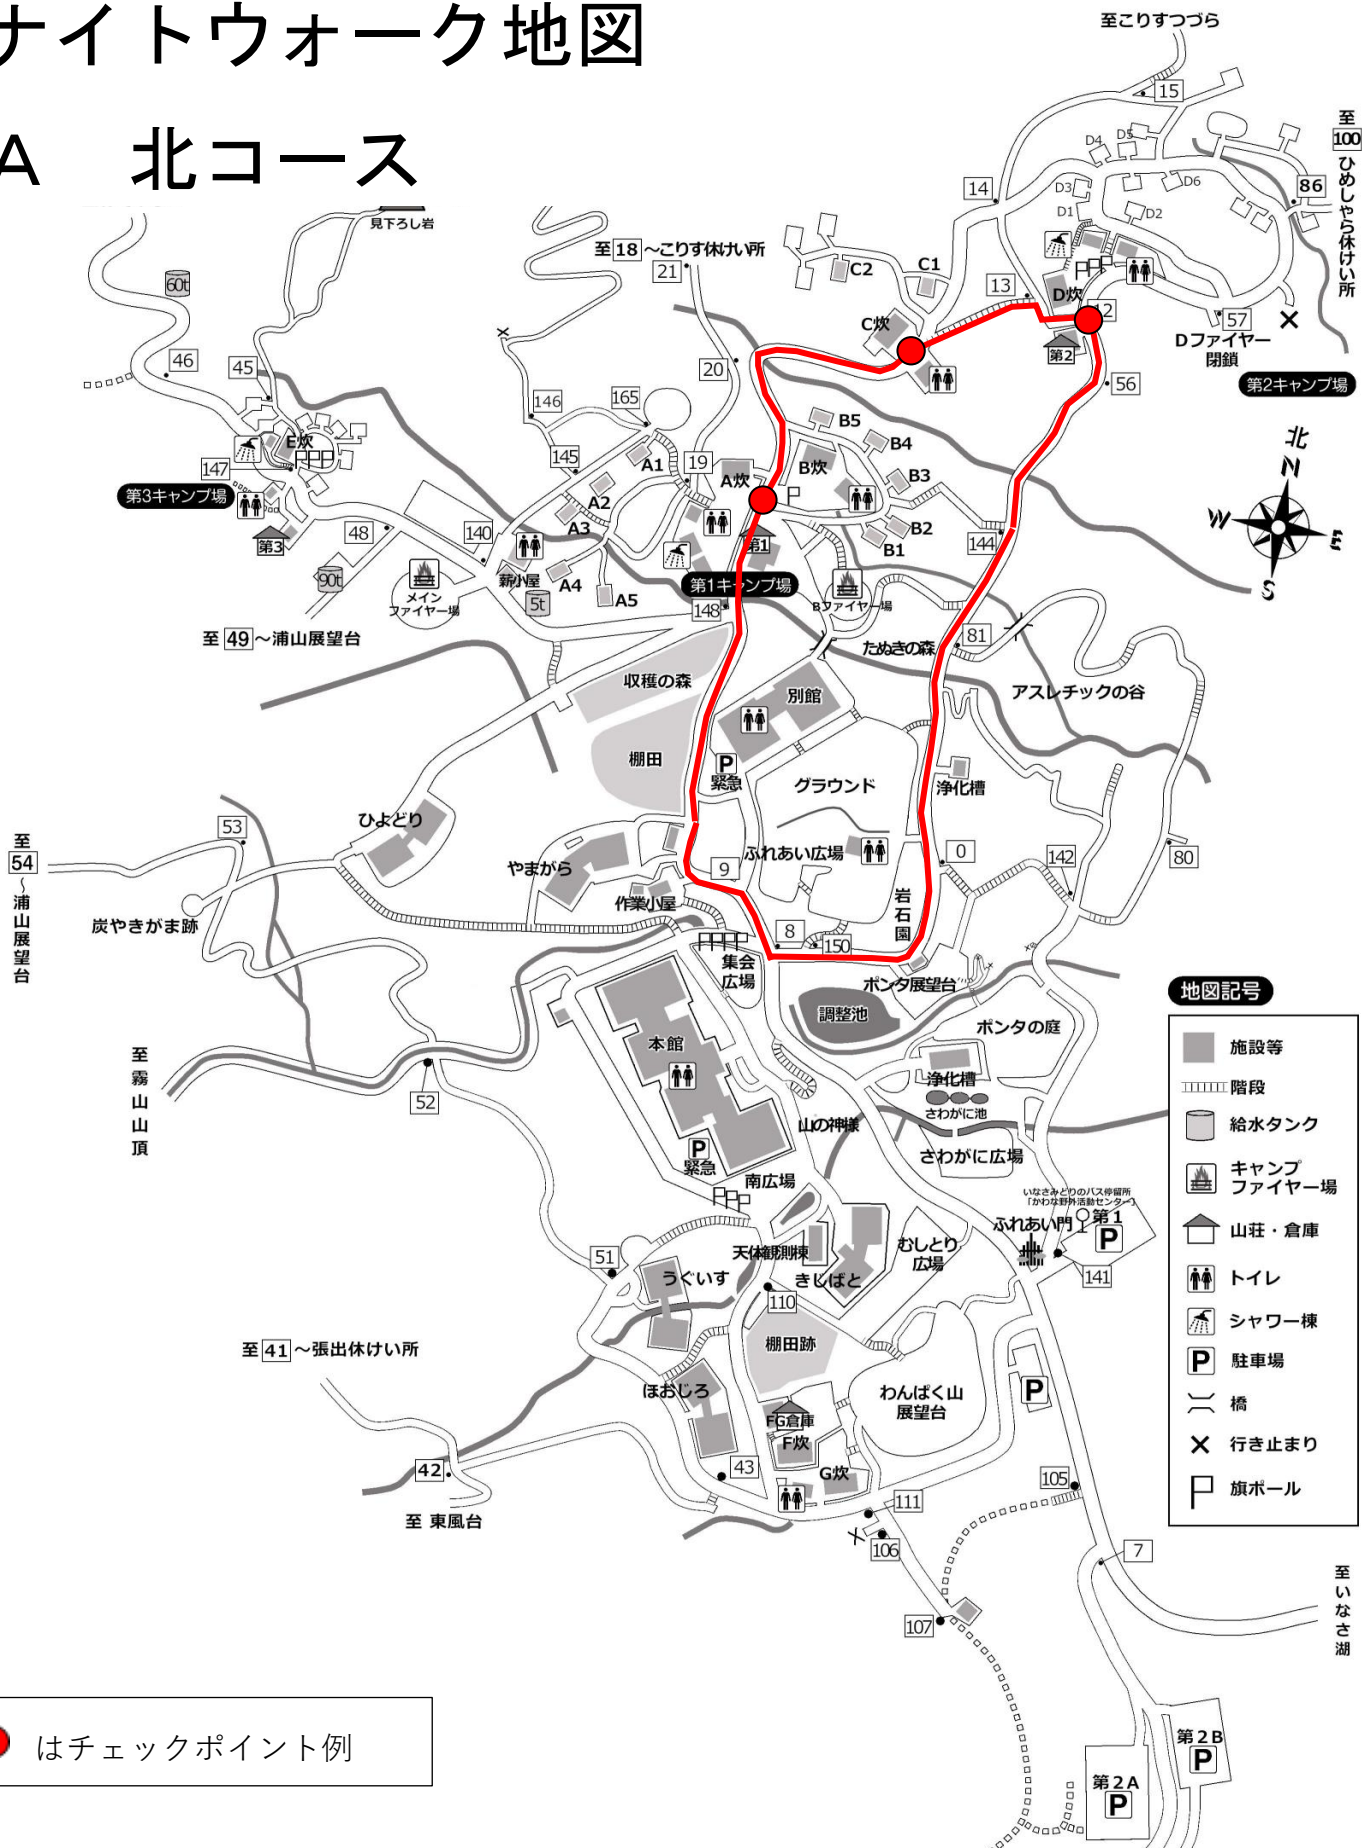 ナイトウォーク地図
A 北コース
至こりすつづら
15
至
100
ひめしゃら休けい所
D4
D5
D6
D3
D1
D2
14
86
見下ろし岩
至18～こりす休けい所
21
C2
C1
13
D炊
12
60t
C炊
第2
57
Dファイヤー
閉鎖
第2キャンプ場
46
45
20
56
146
165
B5
B4
北
N
W
E
S
E炊
147
第3キャンプ場
145
A1
19
A炊
B炊
B3
A2
A3
B2
B1
第1
144
第3
48
140
薪小屋
A4
A5
5t
90t
メイン
ファイヤー場
第1キャンプ場
148
Bファイヤー場
至49～浦山展望台
たぬきの森
81
収穫の森
別館
アスレチックの谷
棚田
P
緊急
グラウンド
浄化槽
ひよどり
53
至
54
～浦山展望台
やまがら
ふれあい広場
0
142
80
9
作業小屋
岩石園
炭やきがま跡
8
150
集会
広場
ポンタ展望台
調整池
ポンタの庭
本館
浄化槽
さわがに池
至霧山山頂
52
山の神様
さわがに広場
P
緊急
南広場
いなさみどりのバス停留所
「かわな野外活動センター」
ふれあい門
第1
P
141
51
うぐいす
天体観測棟
きじばと
むしとり
広場
110
至41～張出休けい所
棚田跡
ほおじろ
わんぱく山
展望台
P
FG倉庫
F炊
G炊
42
43
111
105
至 東風台
106
7
107
至いなさ湖
地図記号
施設等
階段
給水タンク
キャンプ
ファイヤー場
山荘・倉庫
トイレ
シャワー棟
P 駐車場
橋
行き止まり
旗ポール
はチェックポイント例
第2B
P
第2A
P